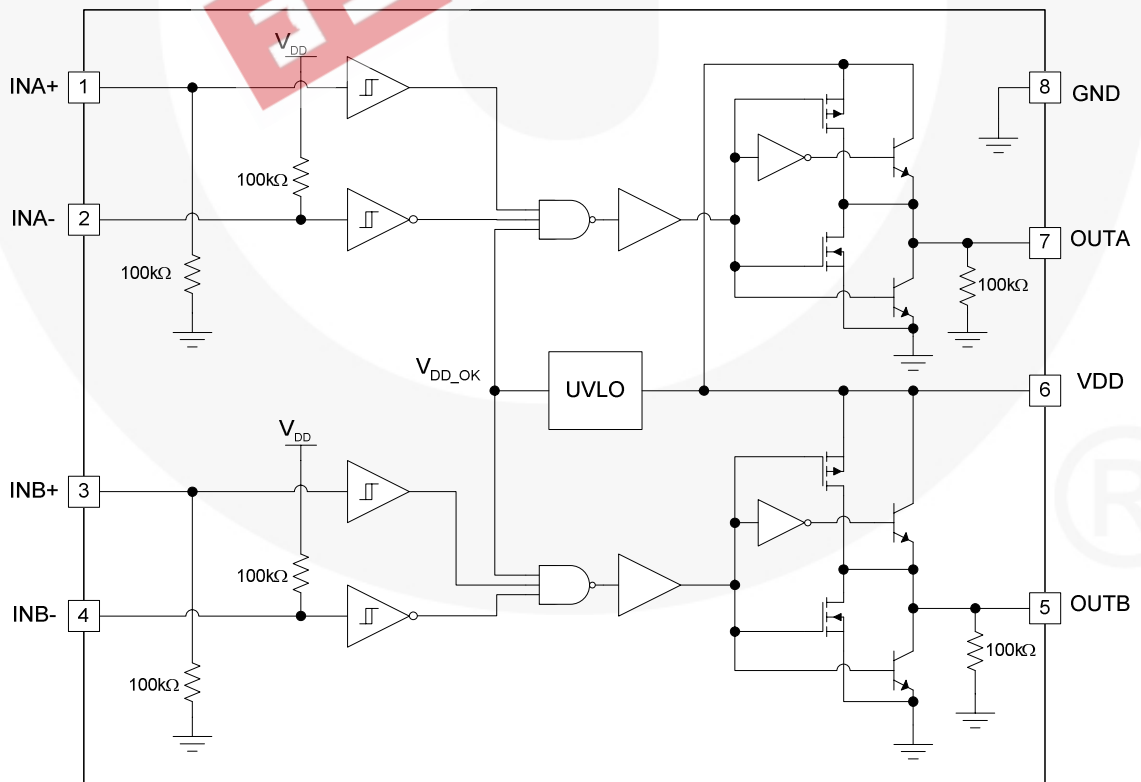 V_DD
INA+ 1
8 GND
100kΩ
INA- 2
7 OUTA
100kΩ
100kΩ
V_DD_OK
UVLO
6 VDD
V_DD
INB+ 3
100kΩ
INB- 4
5 OUTB
100kΩ
100kΩ
®